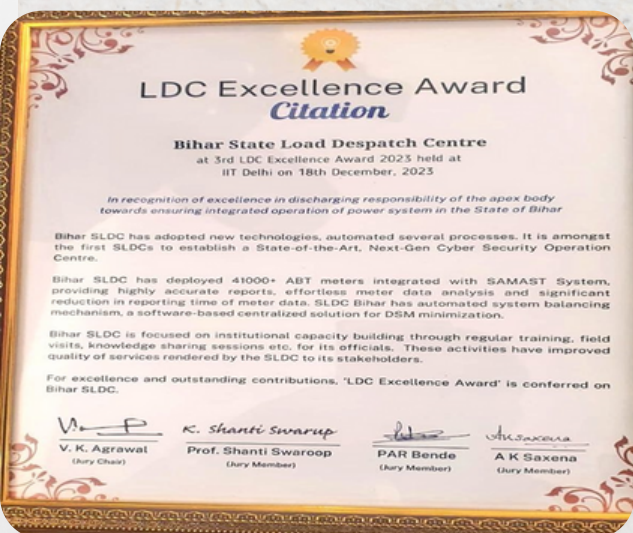 LDC Excellence Award
Citation
Bihar State Load Despatch Centre
at 3rd LDC Excellence Award 2023 held at
IIT Delhi on 18th December, 2023
In recognition of excellence in discharging responsibility of the apex body
towards ensuring integrated operation of power system in the State of Bihar
Bihar SLDC has adopted new technologies, automated several processes. It is amongst
the first SLDCs to establish a State-of-the-Art, Next-Gen Cyber Security Operation
Centre.
Bihar SLDC has deployed 41000+ ABT meters integrated with SAMAST System,
providing highly accurate reports, effortless meter data analysis and significant
reduction in reporting time of meter data. SLDC Bihar has automated system balancing
mechanism, a software-based centralized solution for DSM minimization.
Bihar SLDC is focused on institutional capacity building through regular training, field
visits, knowledge sharing sessions etc. for its officials. These activities have improved
quality of services rendered by the SLDC to its stakeholders.
For excellence and outstanding contributions, 'LDC Excellence Award' is conferred on
Bihar SLDC.
K. Shanti Swarup
AKSaxena
V. K. Agrawal
Prof. Shanti Swaroop
PAR Bende
A K Saxena
(Jury Chair)
(Jury Member)
(Jury Member)
(Jury Member)